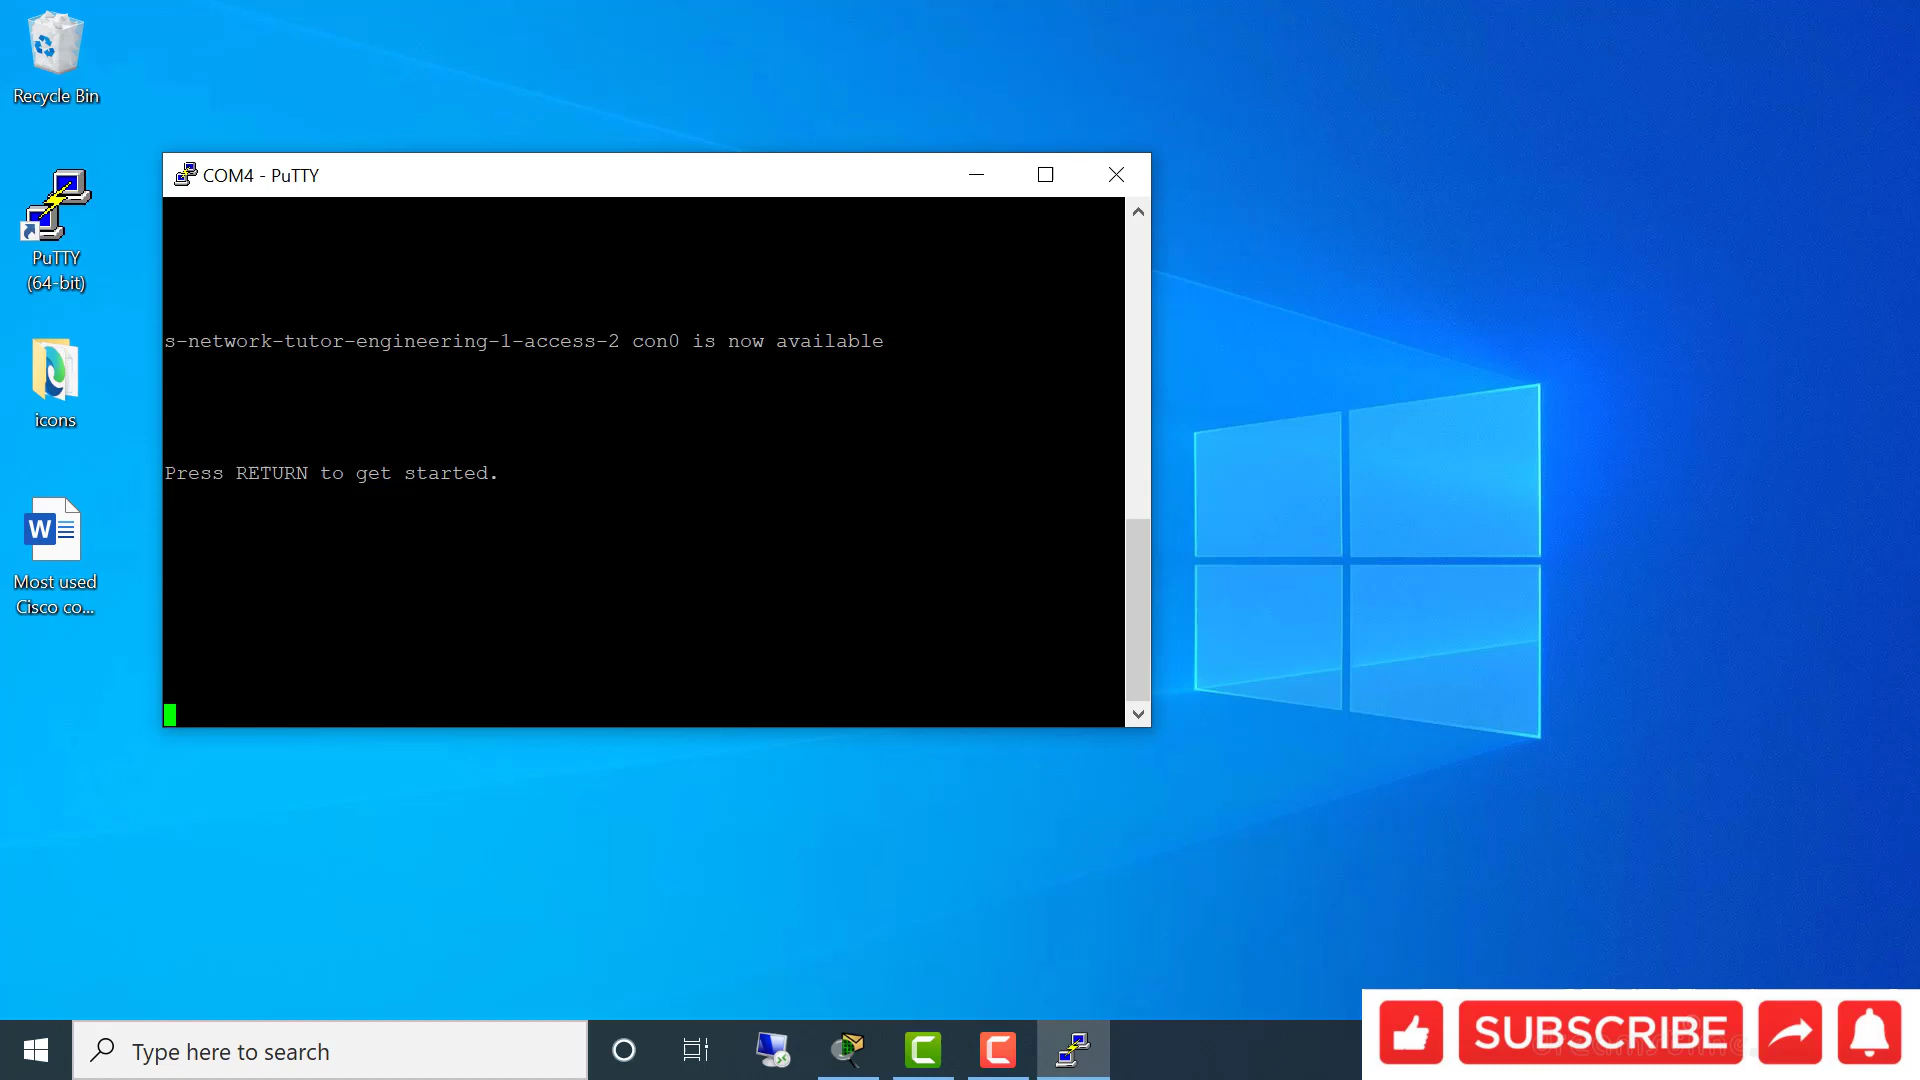 Recycle Bin
PuTTY
(64-bit)
icons
W
Most used
Cisco co...
COM4 - PuTTY
s-network-tutor-engineering-1-access-2 con0 is now available
Press RETURN to get started.
Type here to search
SUBSCRIBE